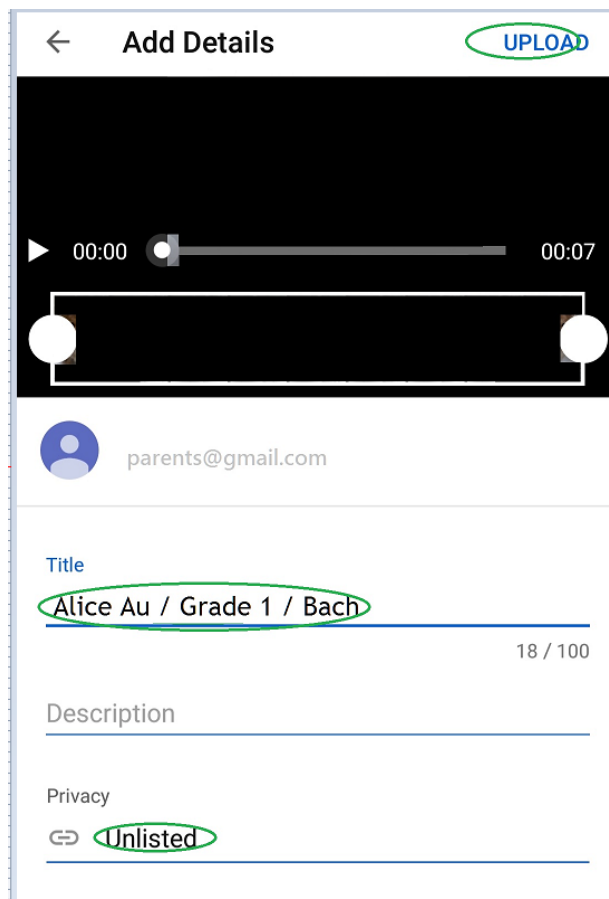 Add Details UPLOAD
00:00 00:07
parents@gmail.com
Title
Alice Au / Grade 1 / Bach
18 / 100
Description
Privacy
Unlisted